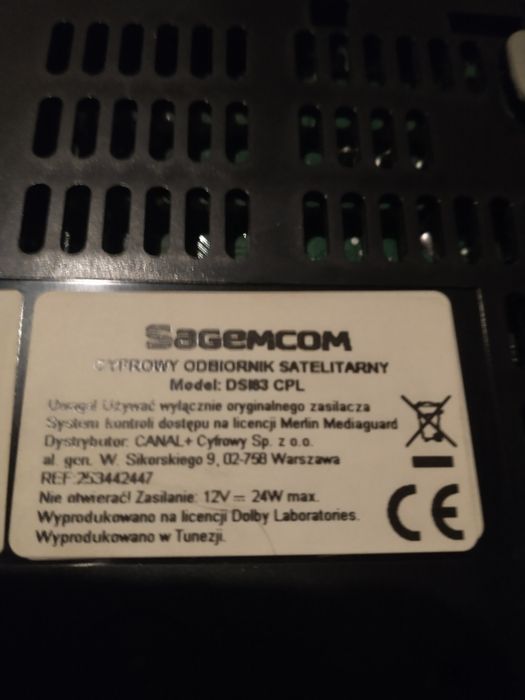 SAGEMCOM
CYFROWY ODBIORNIK SATELITARNY
Model: DSI83 CPL
Uwaga! Używać wyłącznie oryginalnego zasilacza
System kontroli dostępu na licencji Merlin Mediaguard
Dystrybutor: CANAL+ Cyfrowy Sp. z o.o.
al. gen. W. Sikorskiego 9, 02-758 Warszawa
REF:253442447
Nie otwierać! Zasilanie: 12V = 24W max.
Wyprodukowano na licencji Dolby Laboratories.
Wyprodukowano w Tunezji.
CE